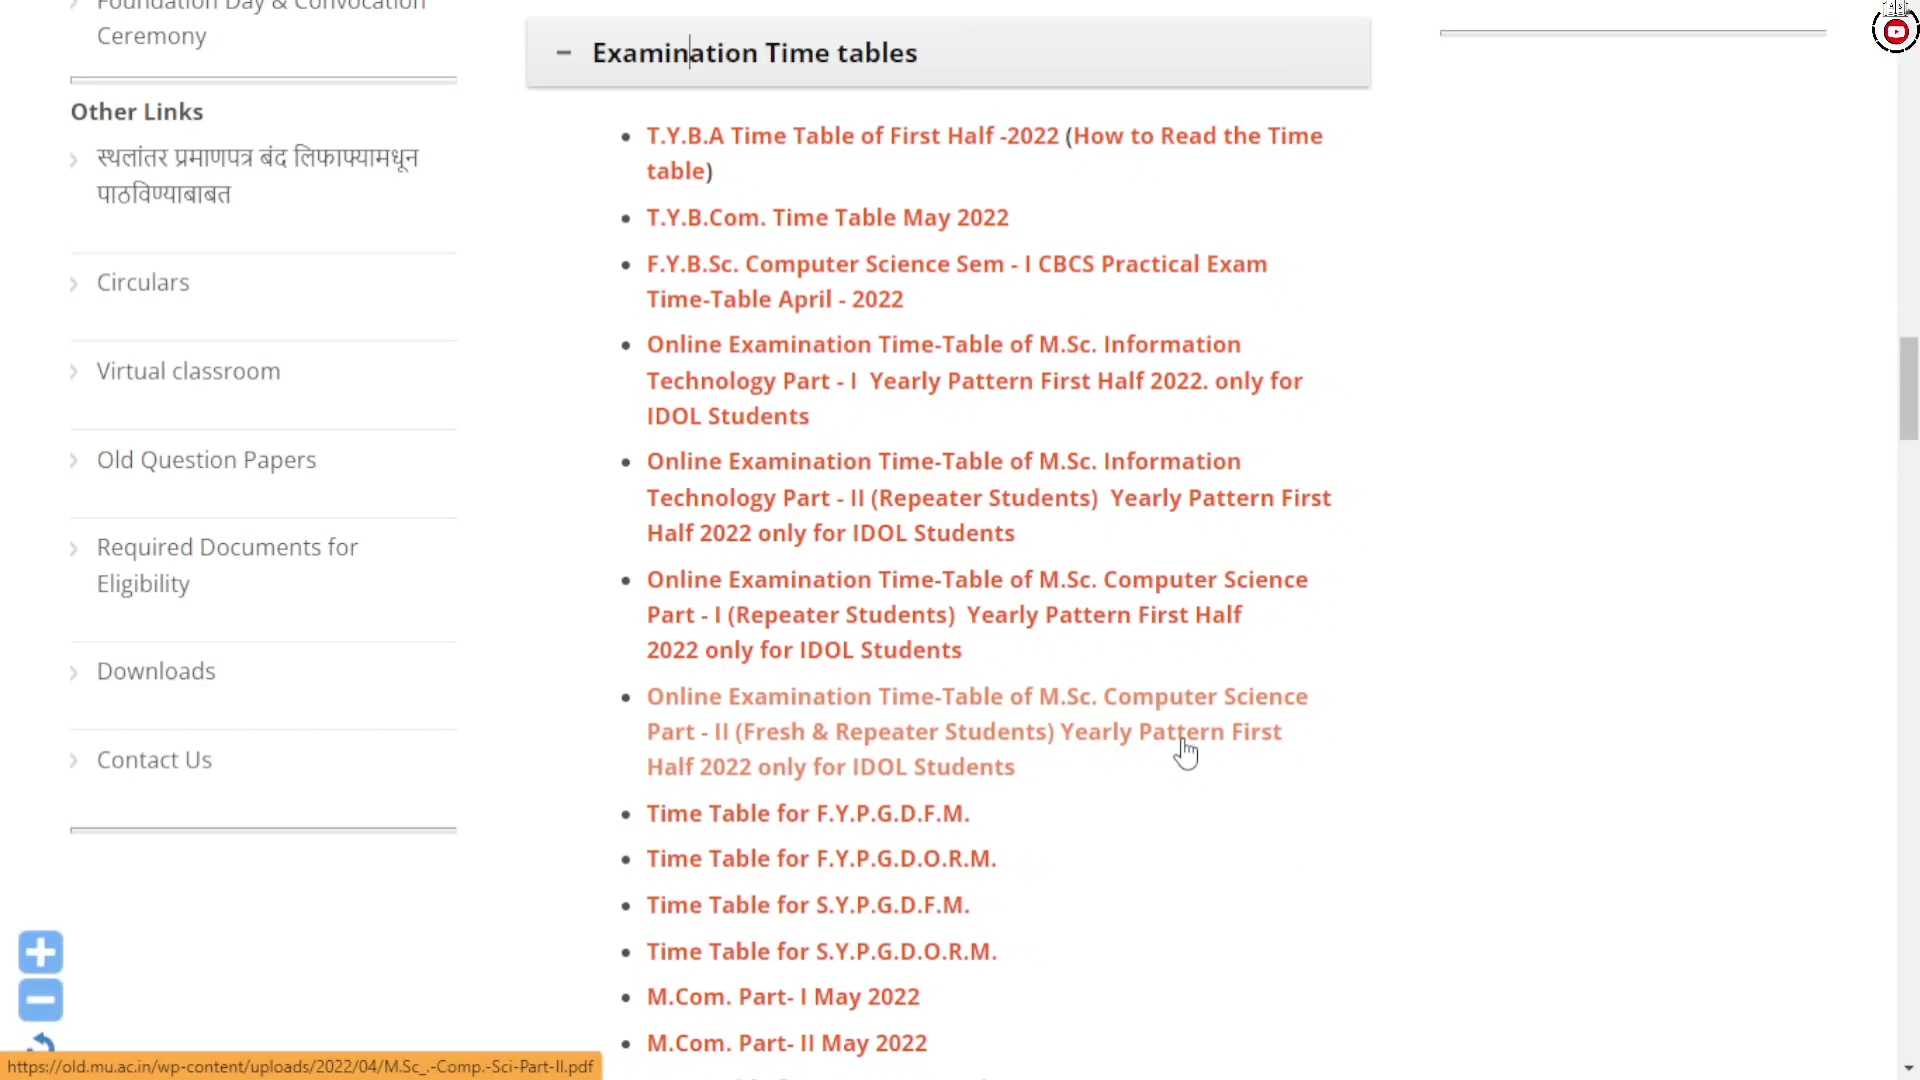 Foundation Day & Convocation
Ceremony
Other Links
स्थलांतर प्रमाणपत्र बंद लिफाफ्यामधून
पाठविण्याबाबत
Circulars
Virtual classroom
Old Question Papers
Required Documents for
Eligibility
Downloads
Contact Us
Examination Time tables
T.Y.B.A Time Table of First Half -2022 (How to Read the Time
table)
T.Y.B.Com. Time Table May 2022
F.Y.B.Sc. Computer Science Sem - I CBCS Practical Exam
Time-Table April - 2022
Online Examination Time-Table of M.Sc. Information
Technology Part - I  Yearly Pattern First Half 2022. only for
IDOL Students
Online Examination Time-Table of M.Sc. Information
Technology Part - II (Repeater Students)  Yearly Pattern First
Half 2022 only for IDOL Students
Online Examination Time-Table of M.Sc. Computer Science
Part - I (Repeater Students)  Yearly Pattern First Half
2022 only for IDOL Students
Online Examination Time-Table of M.Sc. Computer Science
Part - II (Fresh & Repeater Students) Yearly Pattern First
Half 2022 only for IDOL Students
Time Table for F.Y.P.G.D.F.M.
Time Table for F.Y.P.G.D.O.R.M.
Time Table for S.Y.P.G.D.F.M.
Time Table for S.Y.P.G.D.O.R.M.
M.Com. Part- I May 2022
M.Com. Part- II May 2022
https://old.mu.ac.in/wp-content/uploads/2022/04/M.Sc_.-Comp.-Sci-Part-II.pdf